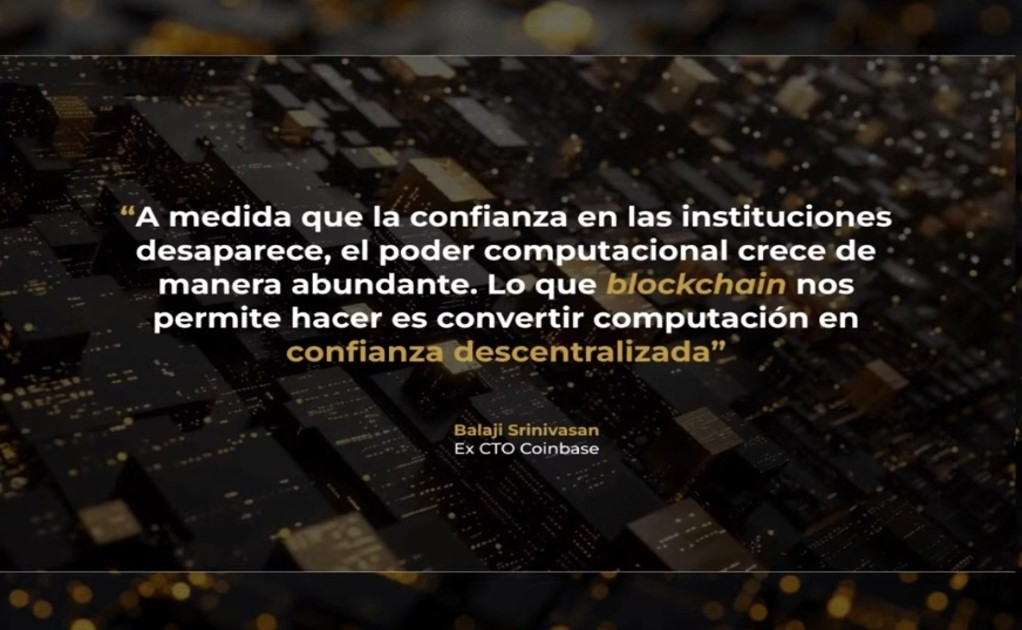 “A medida que la confianza en las instituciones
desaparece, el poder computacional crece de
manera abundante. Lo que blockchain nos
permite hacer es convertir computación en
confianza descentralizada”
Balaji Srinivasan
Ex CTO Coinbase